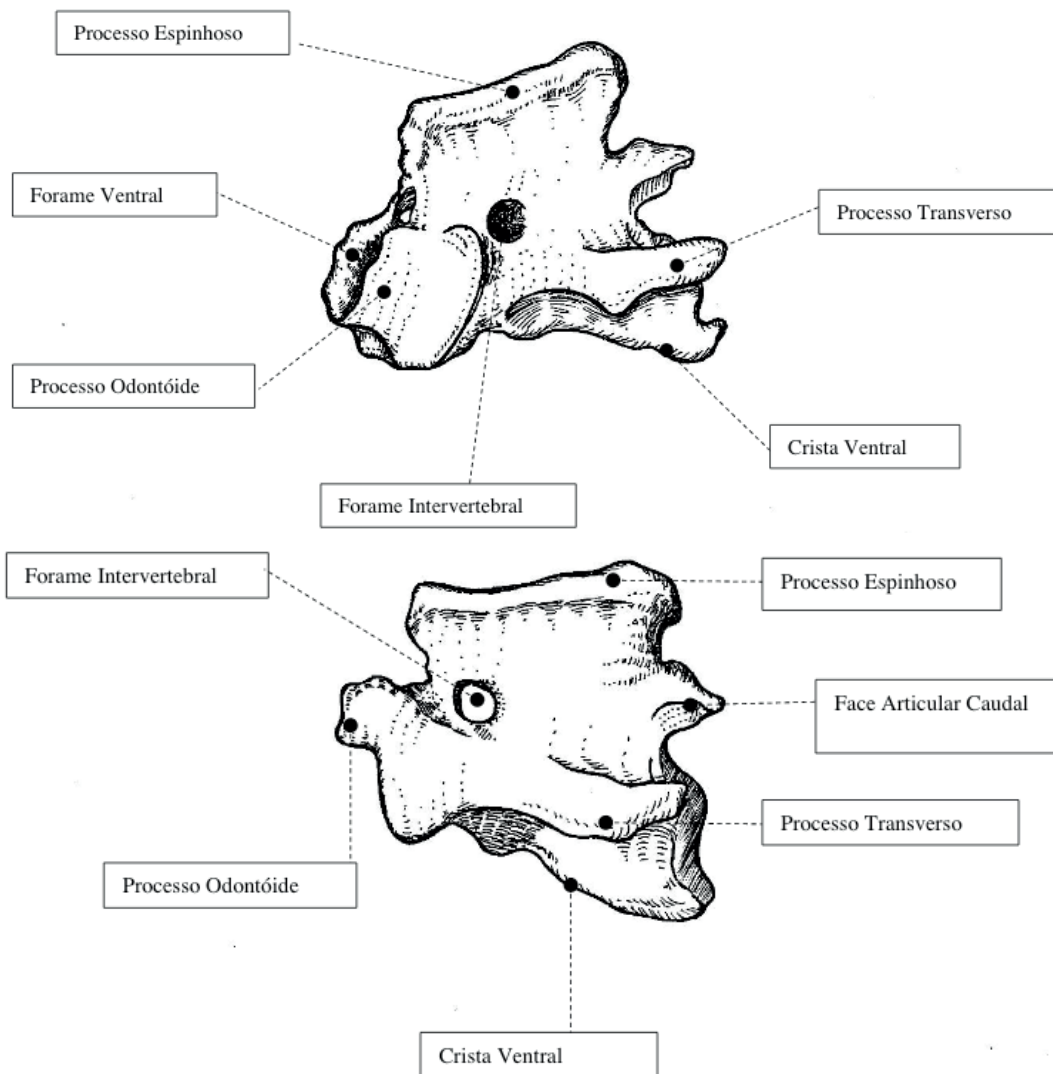 Processo Espinhoso
Forame Ventral
Processo Transverso
Processo Odontóide
Crista Ventral
Forame Intervertebral
Forame Intervertebral
Processo Espinhoso
Face Articular Caudal
Processo Transverso
Processo Odontóide
Crista Ventral